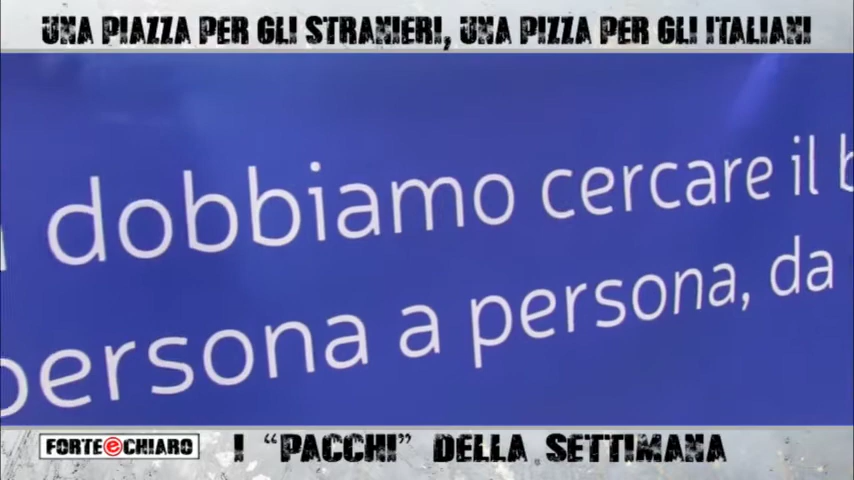 UNA PIAZZA PER GLI STRANIERI, UNA PIZZA PER GLI ITALIANI
dobbiamo cercare il
persona a persona, da
FORTE e CHIARO
I "PACCHI" DELLA SETTIMANA